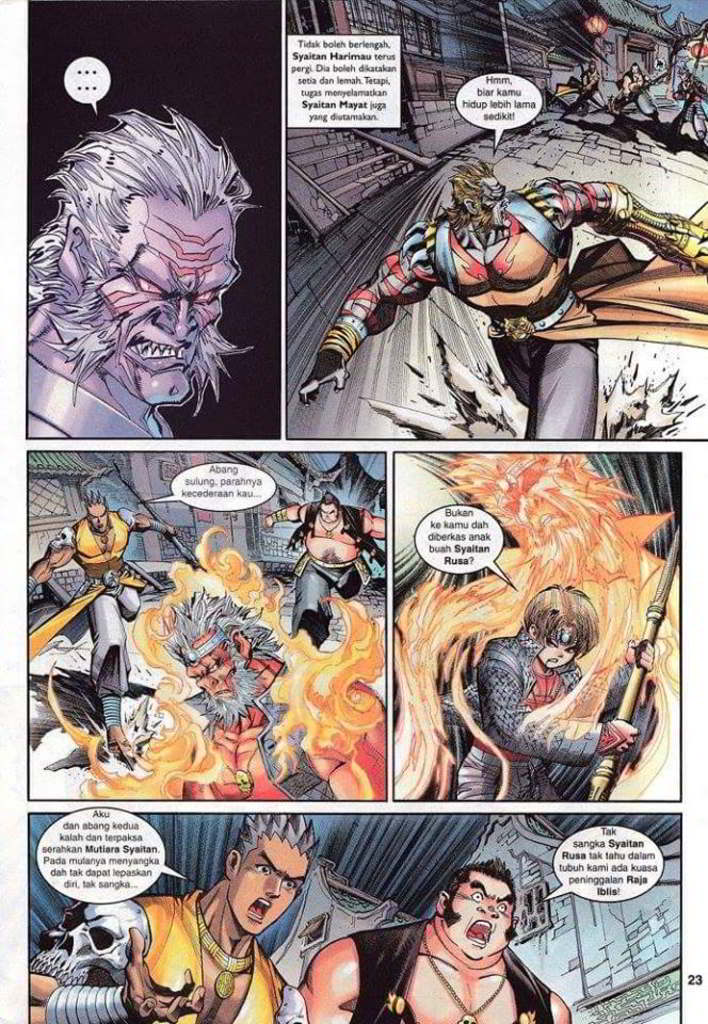 ...
...
Tidak boleh berlengah,
Syaitan Harimau terus
pergi. Dia boleh dikatakan
setia dan lemah. Tetapi,
tugas menyelamatkan
Syaitan Mayat juga
yang diutamakan.
Hmm,
biar kamu
hidup lebih lama
sedikit!
Abang
sulung, parahnya
kecederaan kau...
Bukan
ke kamu dah
diberkas anak
buah Syaitan
Rusa?
Aku
dan abang kedua
kalah dan terpaksa
serahkan Mutiara Syaitan.
Pada mulanya menyangka
dah tak dapat lepaskan
diri, tak sangka...
Tak
sangka Syaitan
Rusa tak tahu dalam
tubuh kami ada kuasa
peninggalan Raja
Iblis!
23